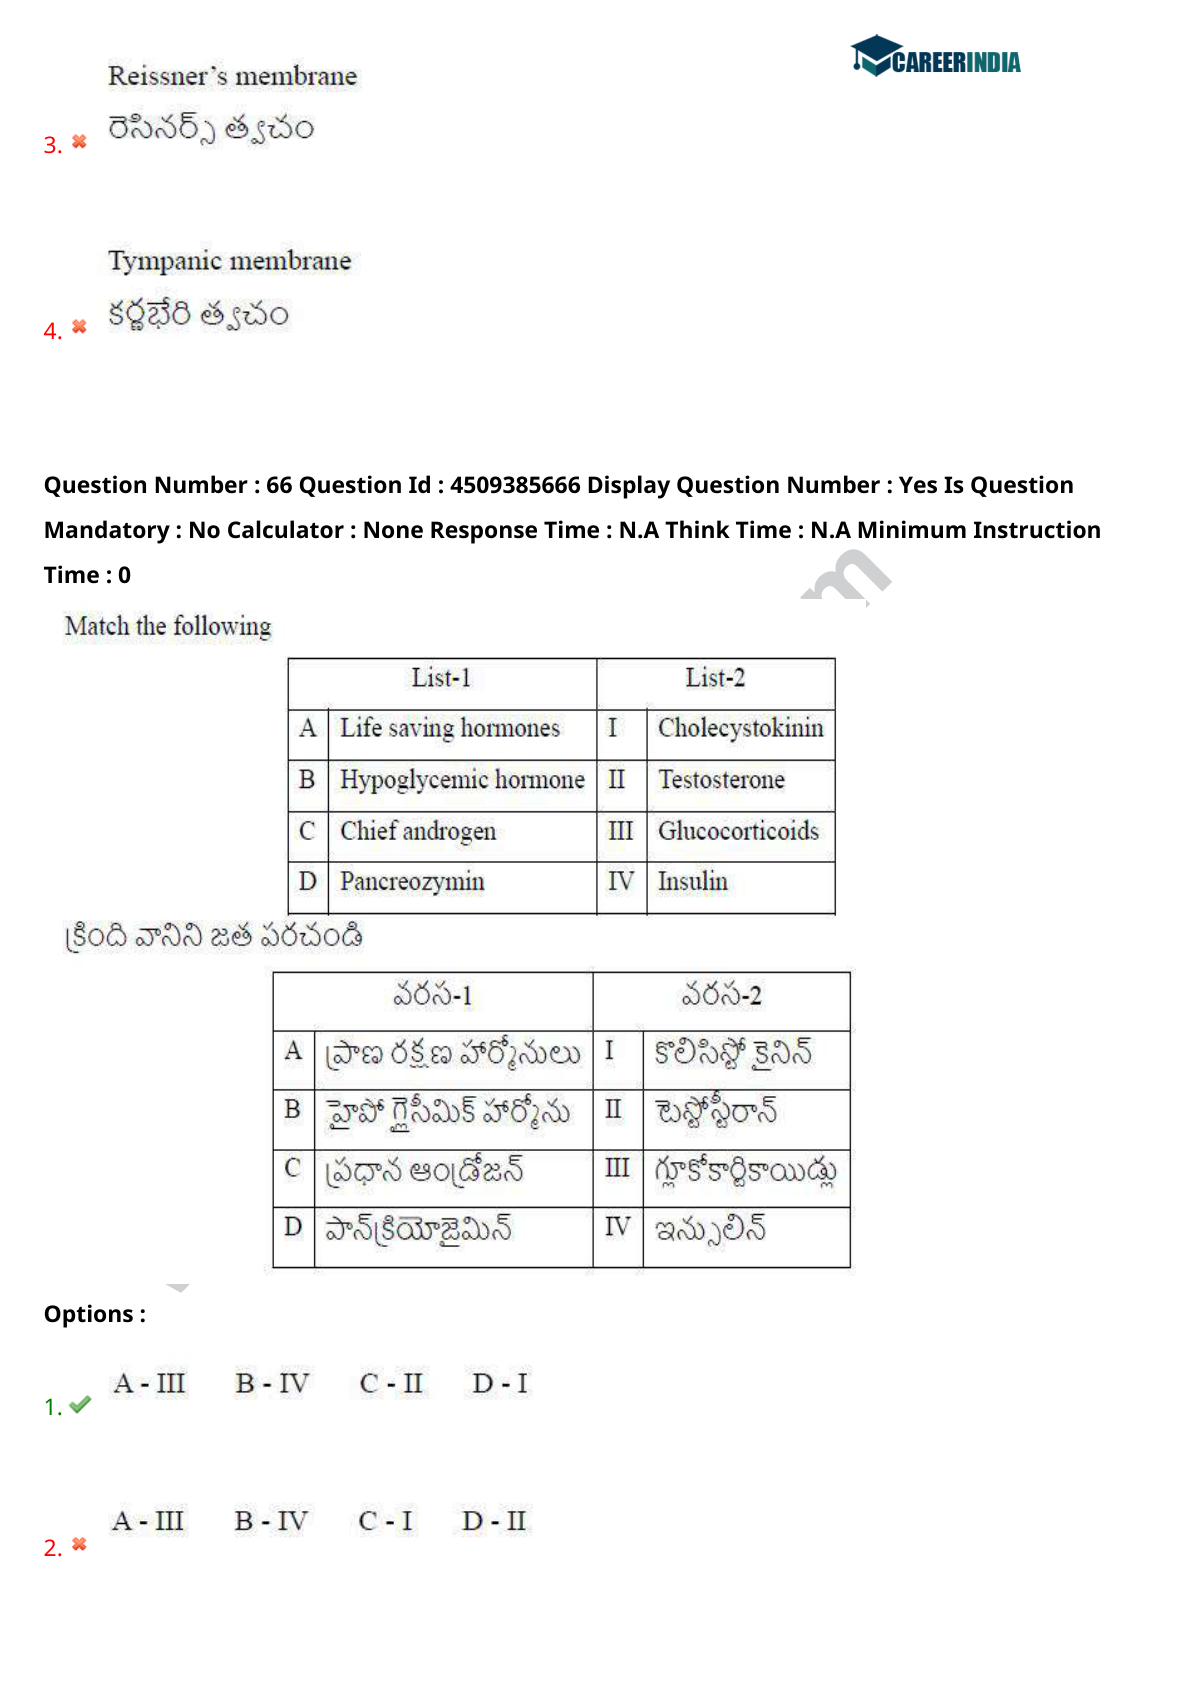 CAREERINDIA
Reissner's membrane
రెసినర్స్ త్వచం
3.
Tympanic membrane
కర్ణభేరి త్వచం
4.
Question Number : 66 Question Id : 4509385666 Display Question Number : Yes Is Question
Mandatory : No Calculator : None Response Time : N.A Think Time : N.A Minimum Instruction
Time : 0
Match the following
List-1 List-2
A Life saving hormones I Cholecystokinin
B Hypoglycemic hormone II Testosterone
C Chief androgen III Glucocorticoids
D Pancreozymin IV Insulin
క్రింది వానిని జత పరచండి
వరస-1 వరస-2
A ప్రాణ రక్షణ హార్మోనులు I కొలిసిస్టో కైనిన్
B హైపో గ్లైసీమిక్ హార్మోను II టెస్టోస్టీరాన్
C ప్రధాన ఆండ్రోజన్ III గ్లూకోకార్టికాయిడ్లు
D పాన్‌క్రియోజైమిన్ IV ఇన్సులిన్
Options :
A - III B - IV C - II D - I
1.
A - III B - IV C - I D - II
2.